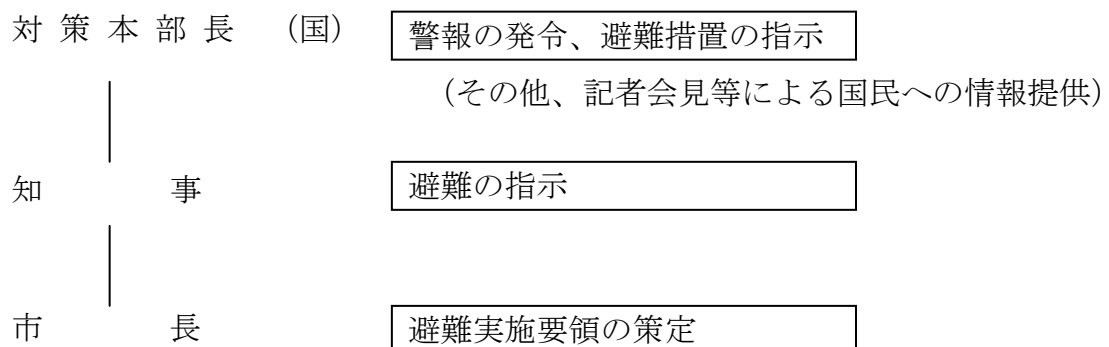 対策本部長 (国) 警報の発令、避難措置の指示
(その他、記者会見等による国民への情報提供)
知事 避難の指示
市長 避難実施要領の策定